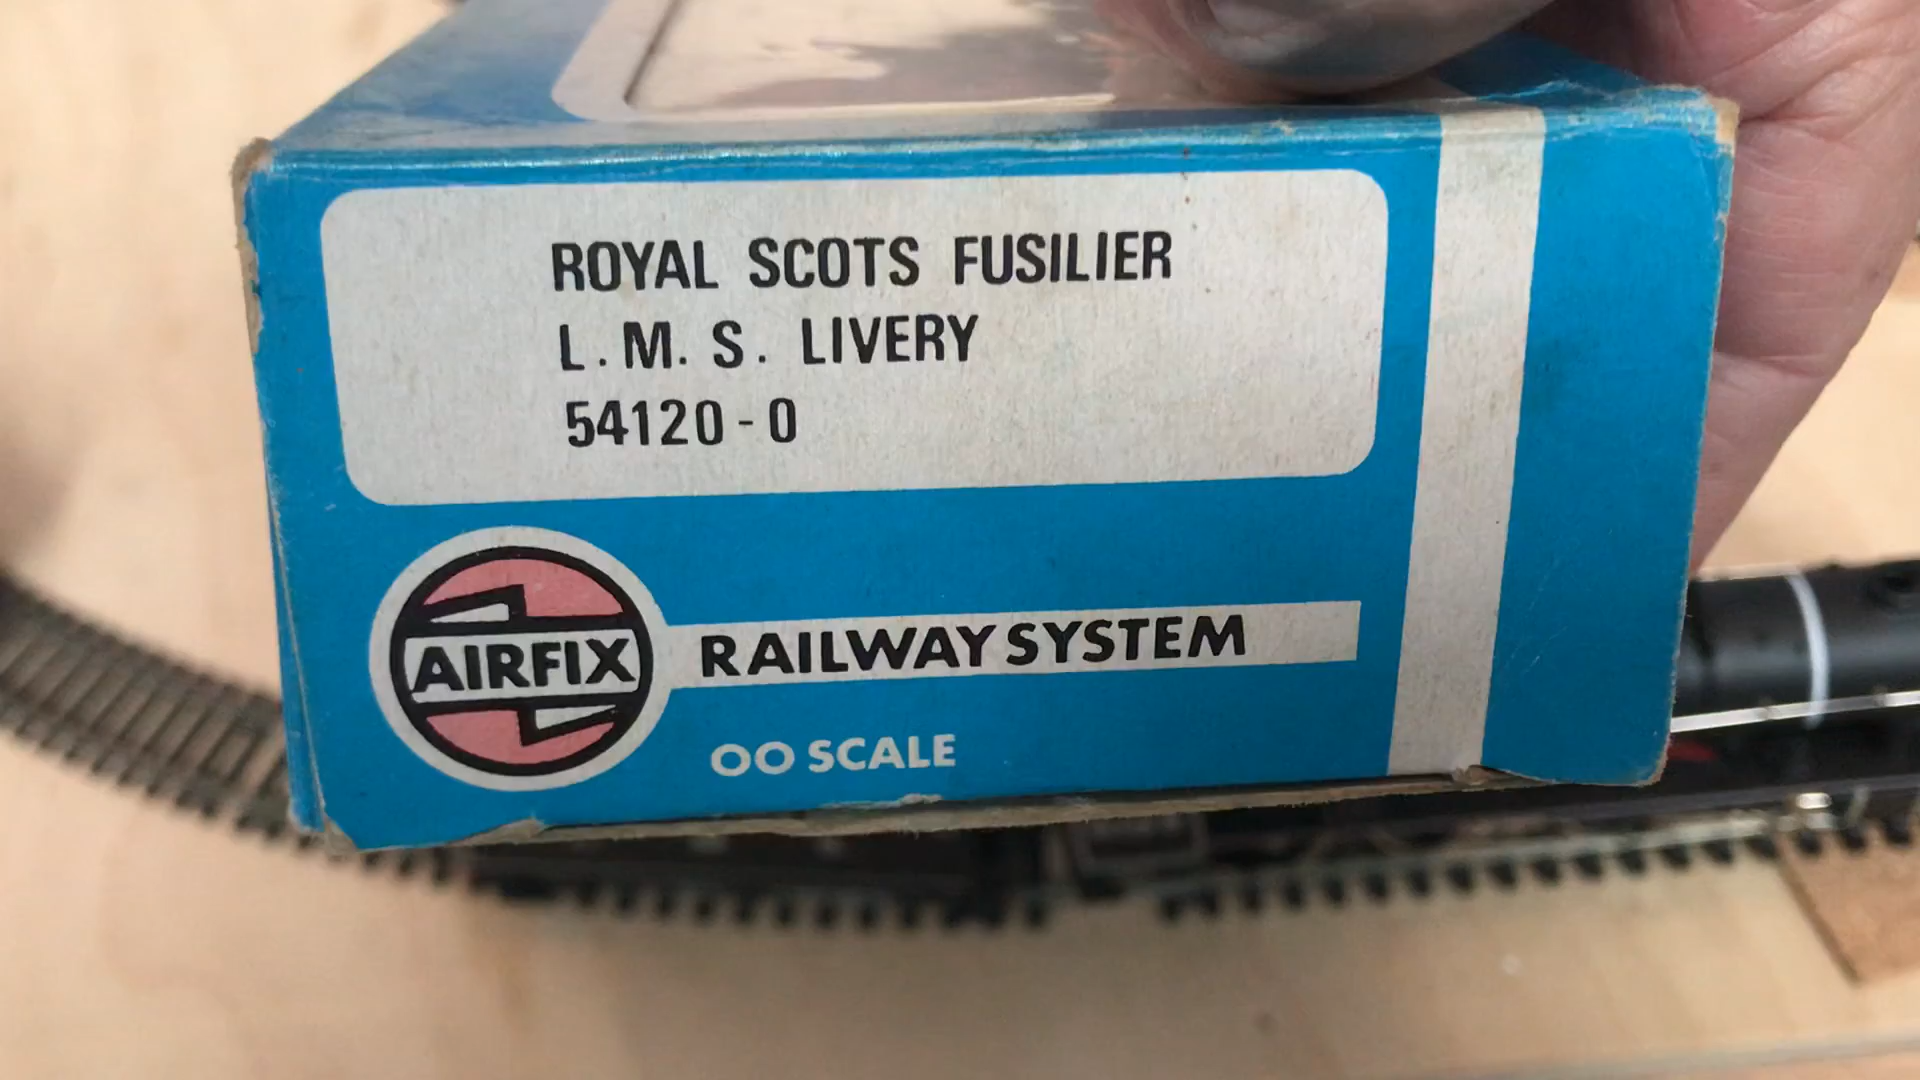 ROYAL SCOTS FUSILIER
L.M.S. LIVERY
54120-0
AIRFIX
RAILWAY SYSTEM
OO SCALE